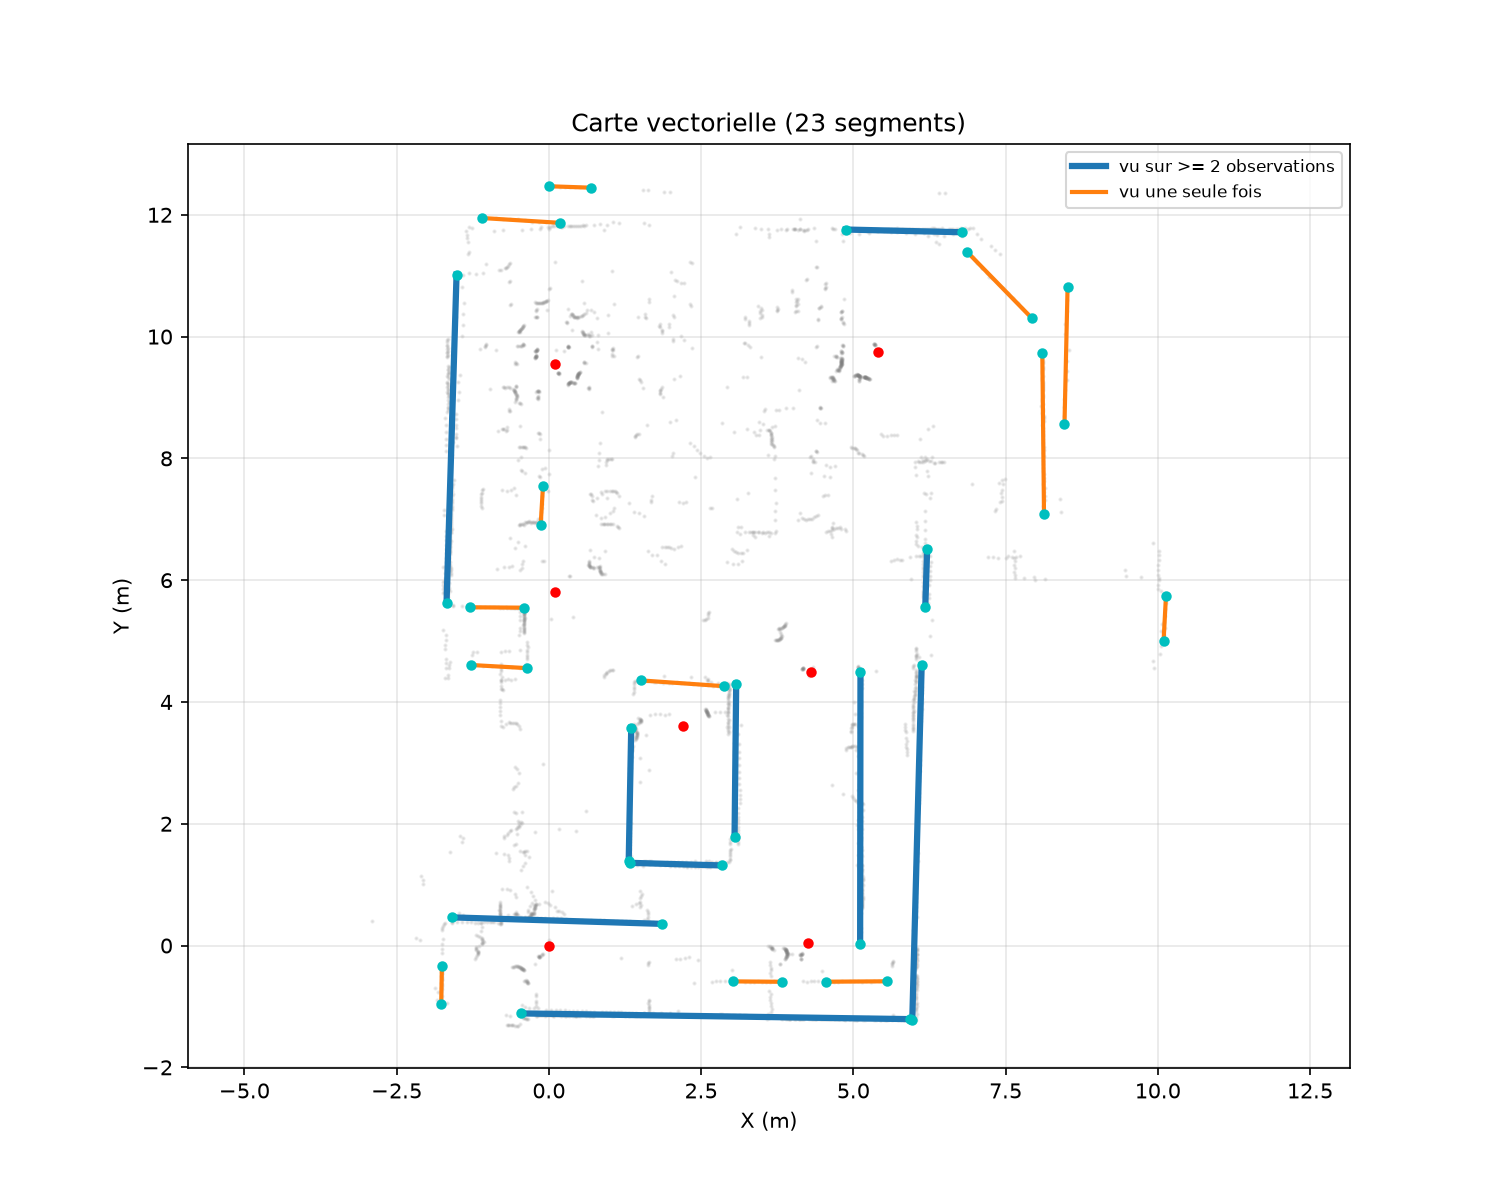 Carte vectorielle (23 segments)
vu sur >= 2 observations
vu une seule fois
12
10
8
6
4
2
0
−2
Y (m)
−5.0 −2.5 0.0 2.5 5.0 7.5 10.0 12.5
X (m)